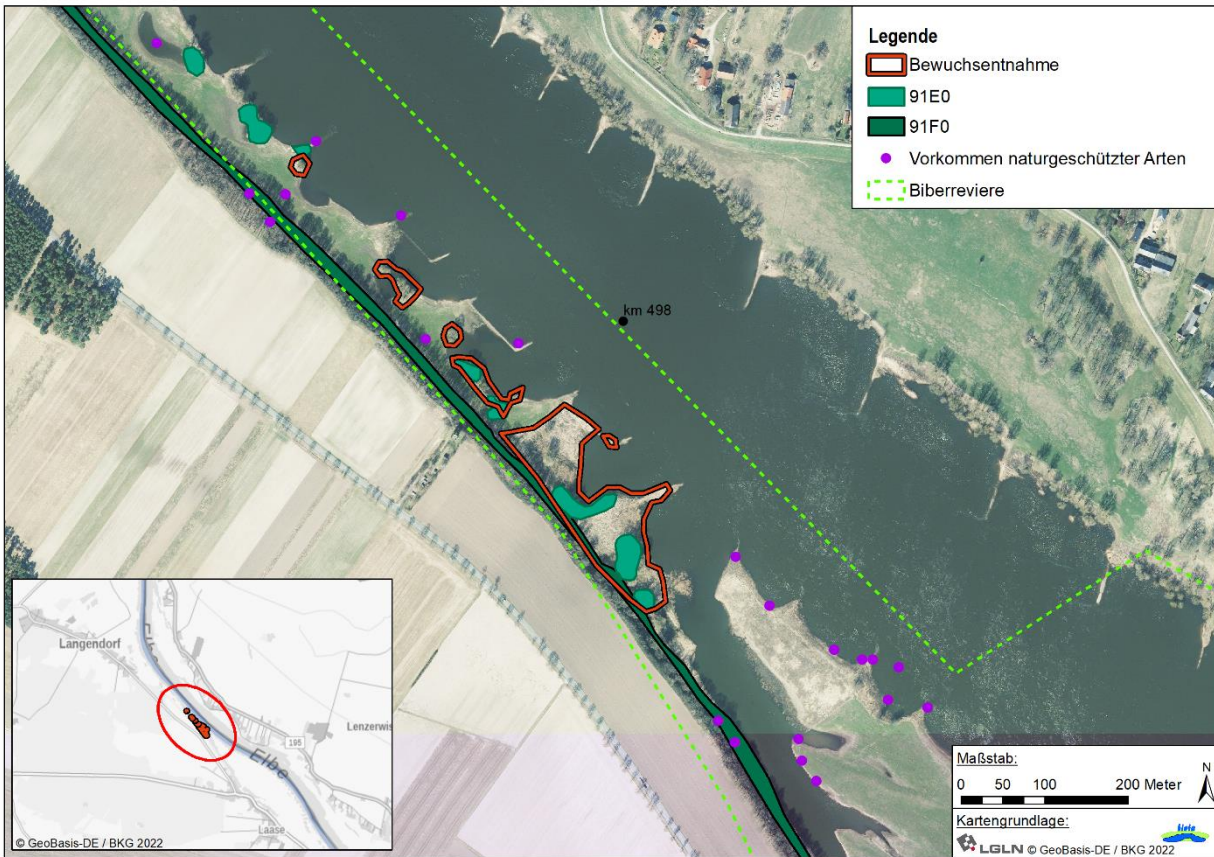 Legende
Bewuchsentnahme
91E0
91F0
Vorkommen naturgeschützter Arten
Biberreviere
km 498
Langendorf
Elbe
Lenzerwis
195
Elbe
Laase
© GeoBasis-DE / BKG 2022
Maßstab:
0 50 100 200 Meter
N
Kartengrundlage:
LGLN © GeoBasis-DE / BKG 2022